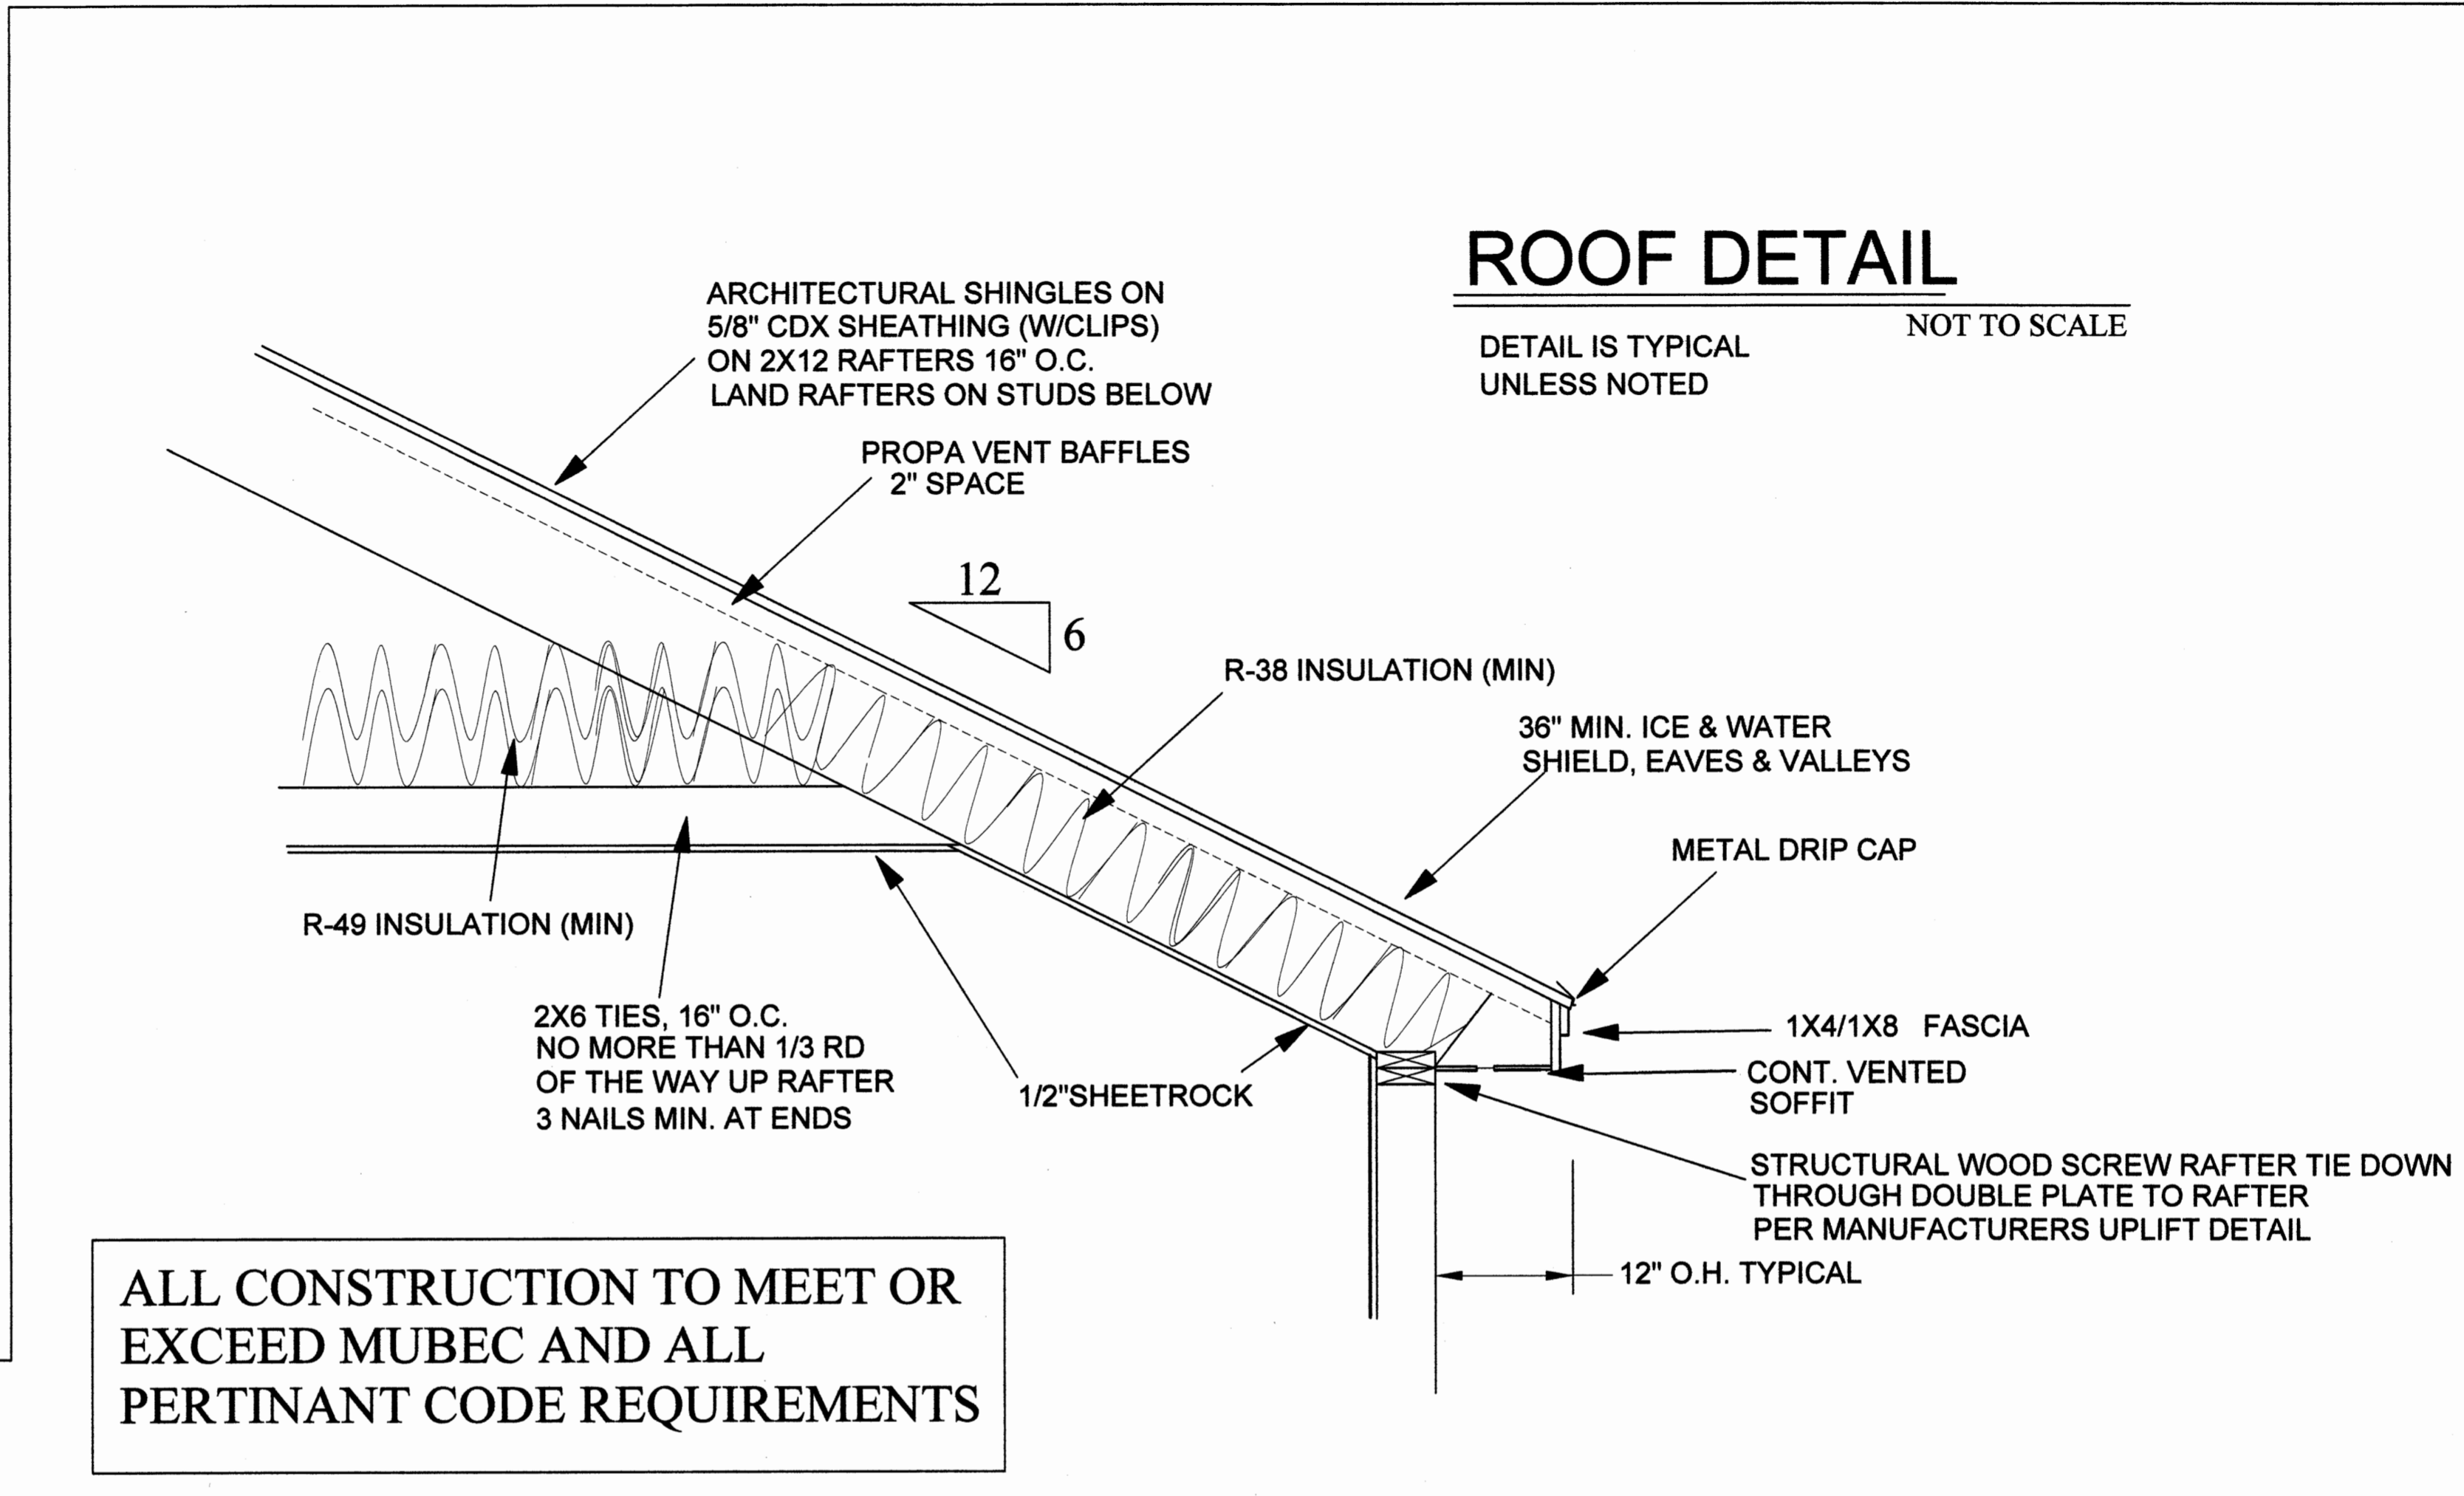 ROOF DETAIL
NOT TO SCALE
DETAIL IS TYPICAL
UNLESS NOTED
ARCHITECTURAL SHINGLES ON
5/8" CDX SHEATHING (W/CLIPS)
ON 2X12 RAFTERS 16" O.C.
LAND RAFTERS ON STUDS BELOW
PROPA VENT BAFFLES
2" SPACE
12
6
R-38 INSULATION (MIN)
36" MIN. ICE & WATER
SHIELD, EAVES & VALLEYS
METAL DRIP CAP
R-49 INSULATION (MIN)
2X6 TIES, 16" O.C.
NO MORE THAN 1/3 RD
OF THE WAY UP RAFTER
3 NAILS MIN. AT ENDS
1/2"SHEETROCK
1X4/1X8 FASCIA
CONT. VENTED
SOFFIT
STRUCTURAL WOOD SCREW RAFTER TIE DOWN
THROUGH DOUBLE PLATE TO RAFTER
PER MANUFACTURERS UPLIFT DETAIL
12" O.H. TYPICAL
ALL CONSTRUCTION TO MEET OR
EXCEED MUBEC AND ALL
PERTINANT CODE REQUIREMENTS